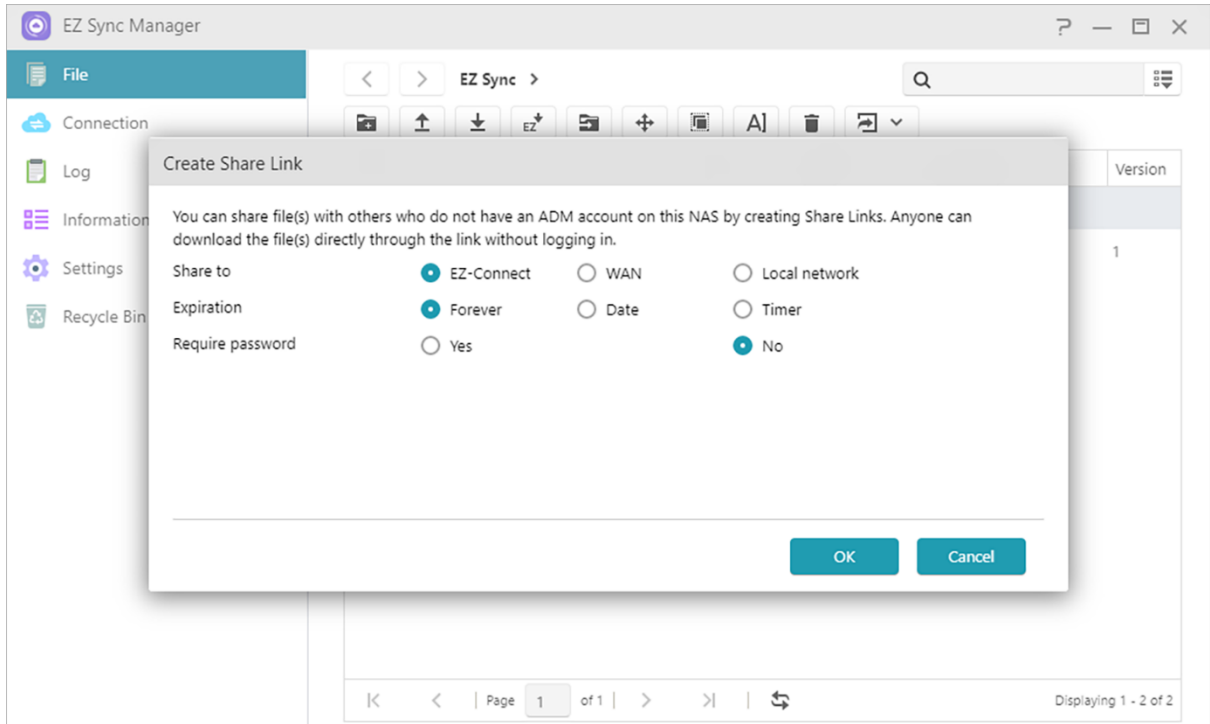 EZ Sync Manager
File
Connection
Log
Information
Settings
Recycle Bin
EZ Sync >
EZ
A]
Version
1
Create Share Link
You can share file(s) with others who do not have an ADM account on this NAS by creating Share Links. Anyone can
download the file(s) directly through the link without logging in.
Share to EZ-Connect WAN Local network
Expiration Forever Date Timer
Require password Yes No
OK Cancel
Page 1 of 1
Displaying 1 - 2 of 2